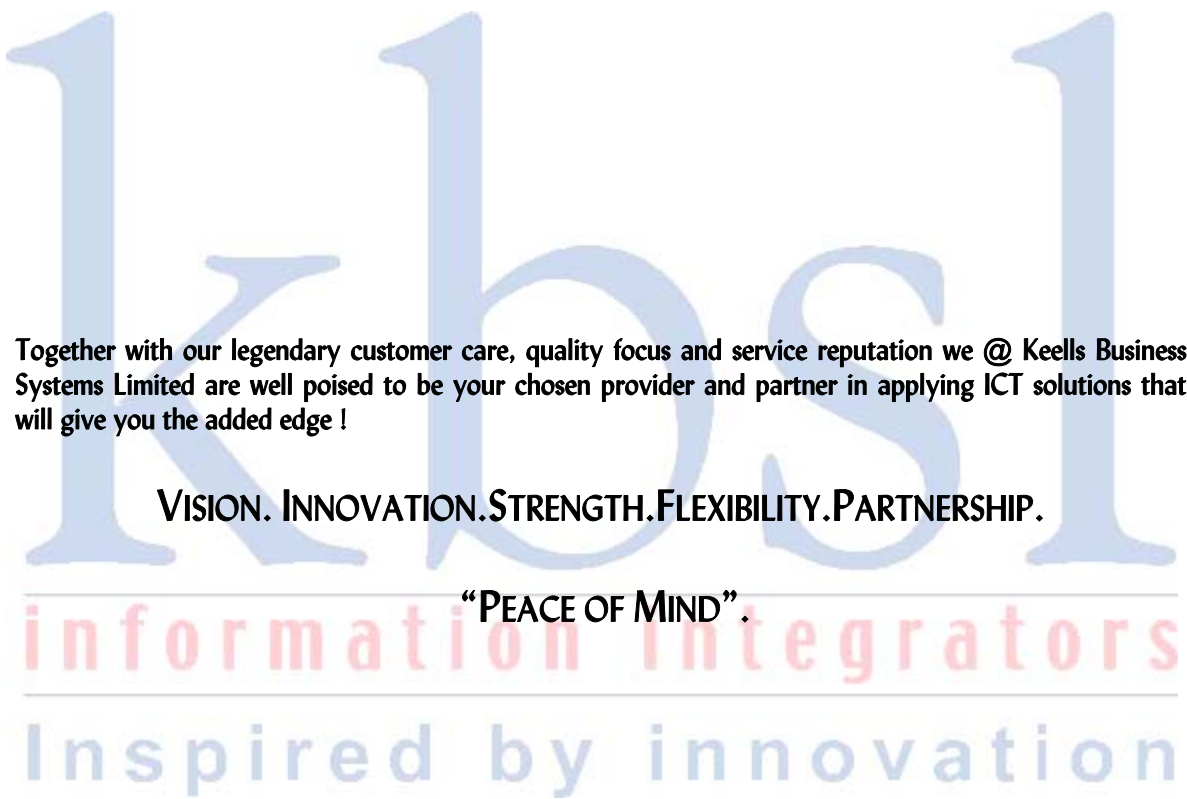 kbsl
Together with our legendary customer care, quality focus and service reputation we @ Keells Business
Systems Limited are well poised to be your chosen provider and partner in applying ICT solutions that
will give you the added edge !
VISION. INNOVATION.STRENGTH.FLEXIBILITY.PARTNERSHIP.
“PEACE OF MIND”.
information integrators
Inspired by innovation